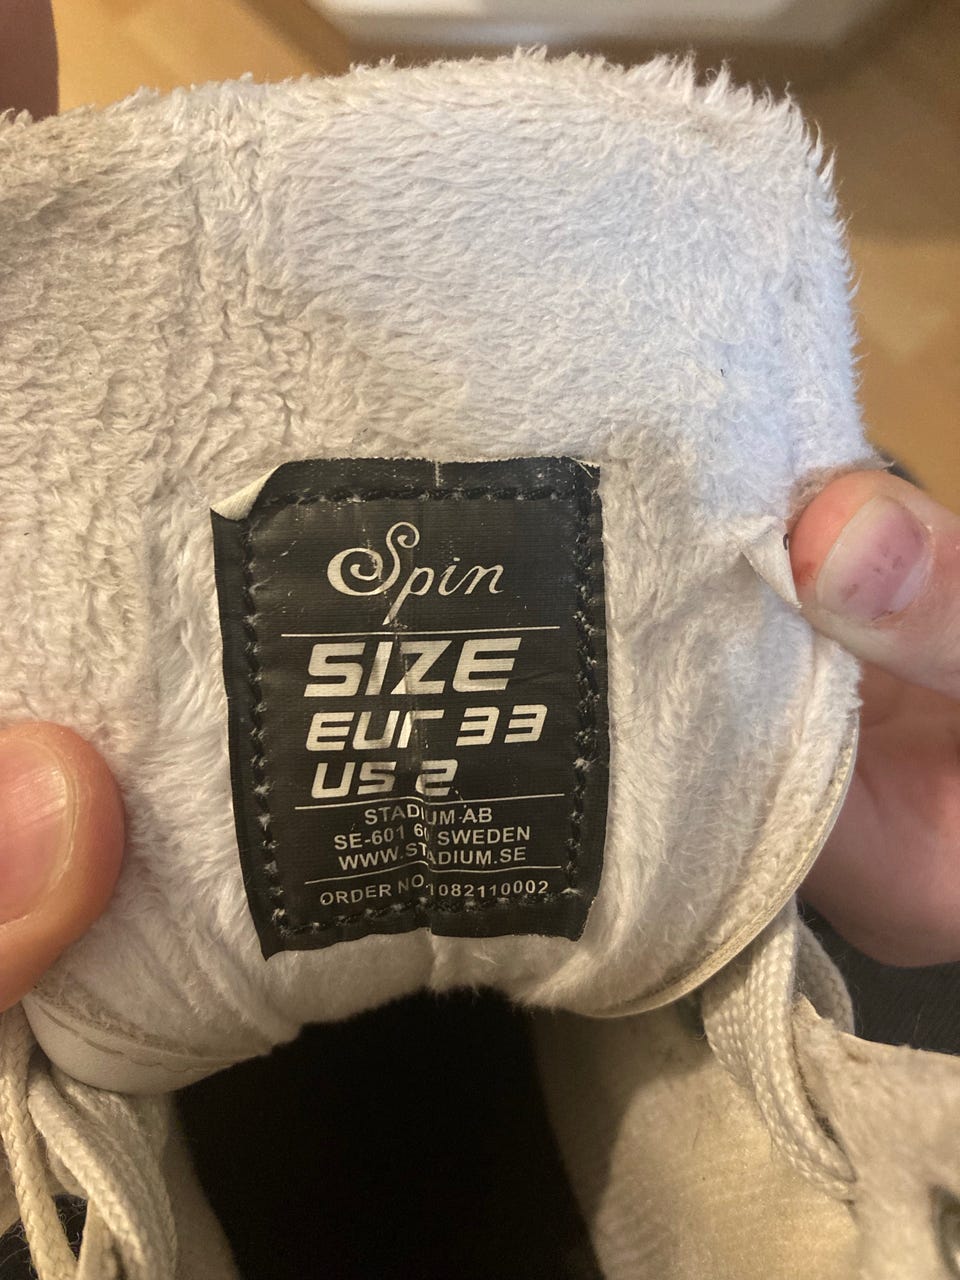 Spin
SIZE
EUR 33
US 2
STADIUM AB
SE-601 60 SWEDEN
WWW.STADIUM.SE
ORDER NO.1082110002